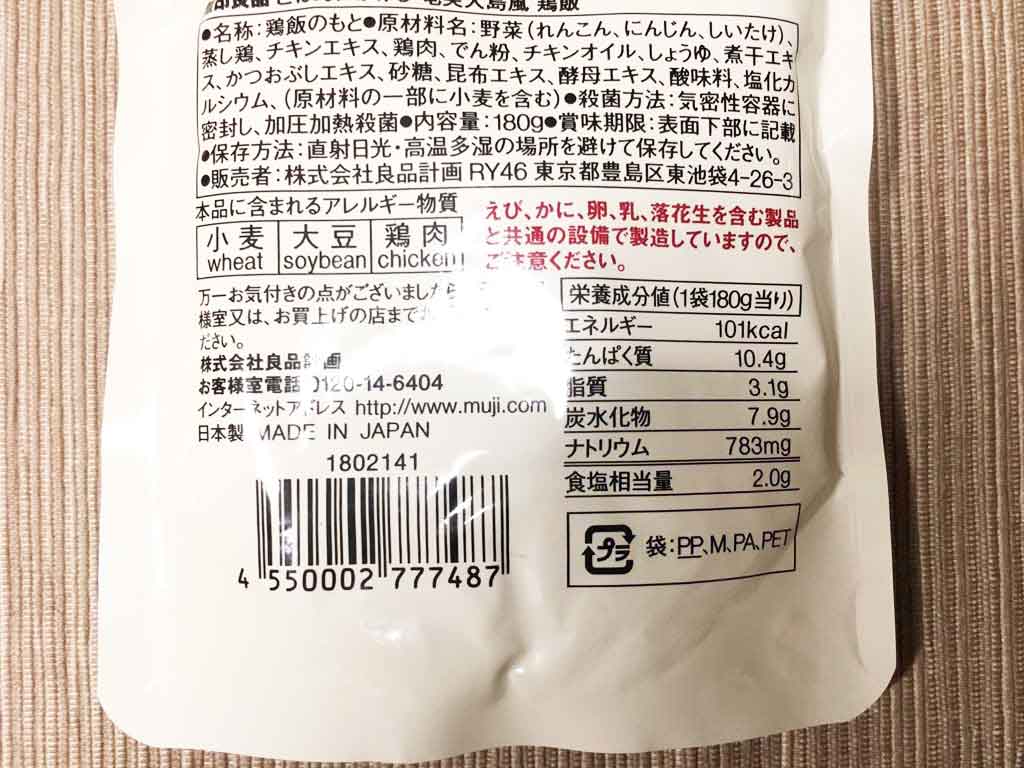 奄美大島風 鶏飯
●名称:鶏飯のもと●原材料名:野菜(れんこん、にんじん、しいたけ)、
蒸し鶏、チキンエキス、鶏肉、でん粉、チキンオイル、しょうゆ、煮干エキ
ス、かつおぶしエキス、砂糖、昆布エキス、酵母エキス、酸味料、塩化カ
ルシウム、(原材料の一部に小麦を含む)●殺菌方法:気密性容器に
密封し、加圧加熱殺菌●内容量:180g●賞味期限:表面下部に記載
●保存方法:直射日光・高温多湿の場所を避けて保存してください。
●販売者:株式会社良品計画 RY46 東京都豊島区東池袋4-26-3
本品に含まれるアレルギー物質
小麦 大豆 鶏肉
wheat soybean chicken
えび、かに、卵、乳、落花生を含む製品
と共通の設備で製造していますので、
ご注意ください。
万一お気付きの点がございましたら
様室又は、お買上げの店まで
ださい。
株式会社良品計画
お客様室電話 0120-14-6404
インターネットアドレス http://www.muji.com
日本製 MADE IN JAPAN
1802141
4 550002 777487
栄養成分値(1袋180g当り)
エネルギー 101kcal
たんぱく質 10.4g
脂質 3.1g
炭水化物 7.9g
ナトリウム 783mg
食塩相当量 2.0g
プラ 袋:PP、M、PA、PET